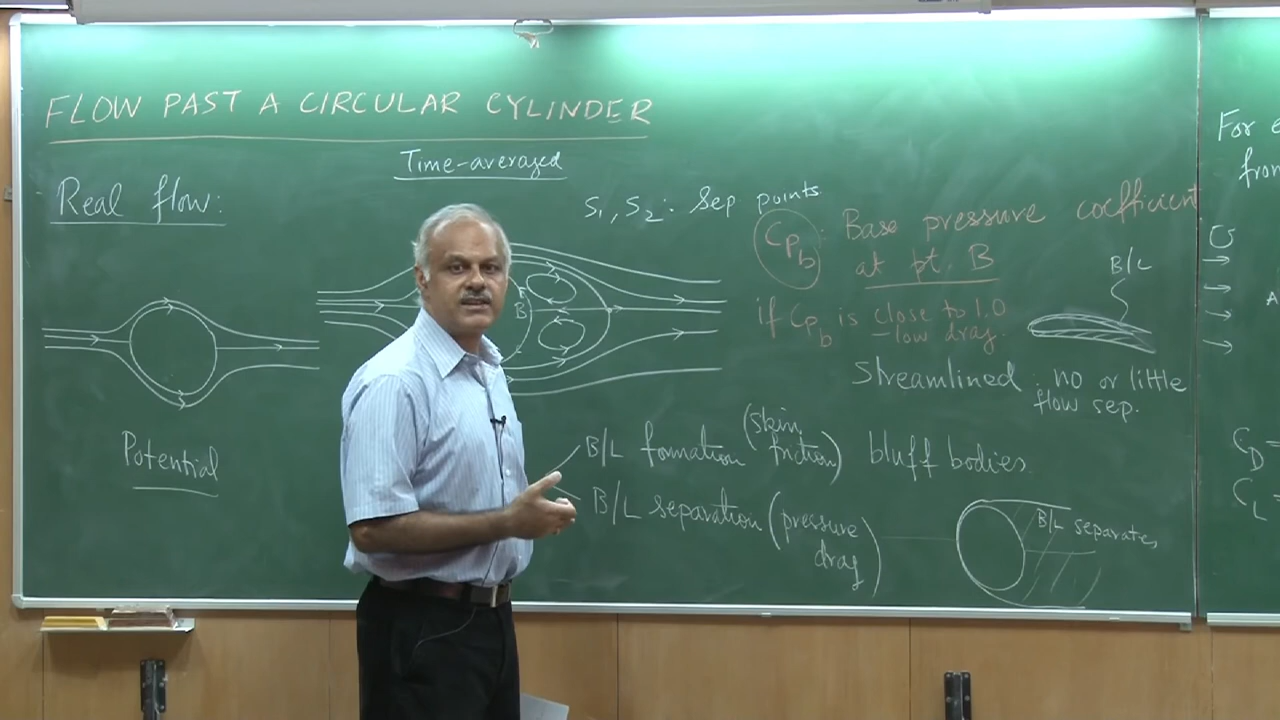 FLOW PAST A CIRCULAR CYLINDER
Time-averaged
Real flow:
S1, S2: Sep points
Cpb : Base pressure coefficient
at pt. B
if Cpb is close to 1.0
-low drag.
B/L
B
Streamlined : no or little
flow sep.
Potential
B/L formation (skin
friction)
bluff bodies
B/L separation (pressure
drag)
B/L separates
For
from
U
CD =
CL =